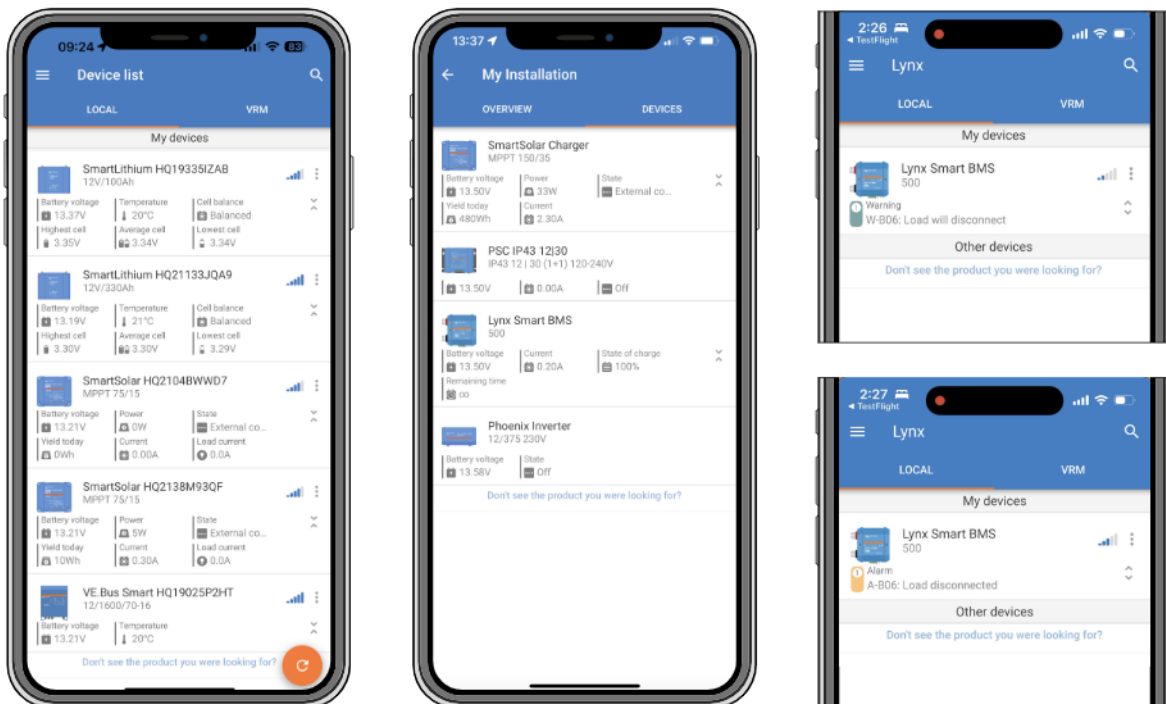 09:24
83
Device list
LOCAL VRM
My devices
SmartLithium HQ19335IZAB
12V/100Ah
Battery voltage Temperature Cell balance
13.37V 20°C Balanced
Highest cell Average cell Lowest cell
3.35V 3.34V 3.34V
SmartLithium HQ21133JQA9
12V/330Ah
Battery voltage Temperature Cell balance
13.19V 21°C Balanced
Highest cell Average cell Lowest cell
3.30V 3.30V 3.29V
SmartSolar HQ2104BWWD7
MPPT 75/15
Battery voltage Power State
13.21V 0W External co...
Yield today Current Load current
0Wh 0.00A 0.0A
SmartSolar HQ2138M93QF
MPPT 75/15
Battery voltage Power State
13.21V 5W External co...
Yield today Current Load current
10Wh 0.30A 0.0A
VE.Bus Smart HQ19025P2HT
12/1600/70-16
Battery voltage Temperature
13.21V 20°C
Don't see the product you were looking for?
13:37
My Installation
OVERVIEW DEVICES
SmartSolar Charger
MPPT 150/35
Battery voltage Power State
13.50V 33W External co...
Yield today Current
480Wh 2.30A
PSC IP43 12|30
IP43 12 | 30 (1+1) 120-240V
13.50V 0.00A Off
Lynx Smart BMS
500
Battery voltage Current State of charge
13.50V 0.20A 100%
Remaining time
∞
Phoenix Inverter
12/375 230V
Battery voltage State
13.58V Off
Don't see the product you were looking for?
2:26
◀ TestFlight
Lynx
LOCAL VRM
My devices
Lynx Smart BMS
500
1 Warning
W-B06: Load will disconnect
Other devices
Don't see the product you were looking for?
2:27
◀ TestFlight
Lynx
LOCAL VRM
My devices
Lynx Smart BMS
500
1 Alarm
A-B06: Load disconnected
Other devices
Don't see the product you were looking for?